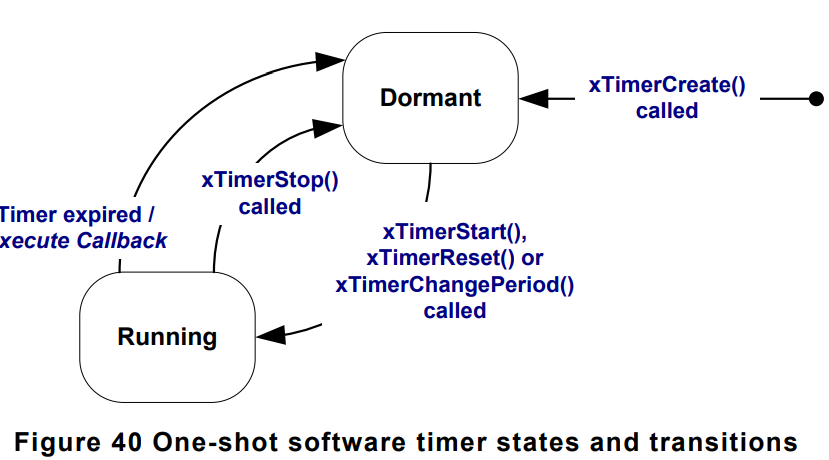 Dormant
xTimerCreate()
called
xTimerStop()
called
Timer expired /
xecute Callback
xTimerStart(),
xTimerReset() or
xTimerChangePeriod()
called
Running
Figure 40 One-shot software timer states and transitions